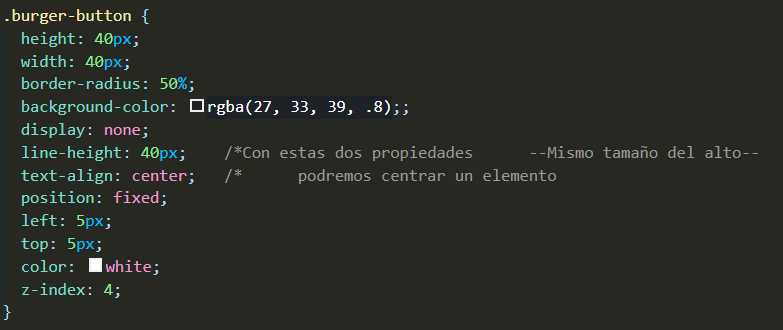 .burger-button {
  height: 40px;
  width: 40px;
  border-radius: 50%;
  background-color: rgba(27, 33, 39, .8);;
  display: none;
  line-height: 40px;    /*Con estas dos propiedades      --Mismo tamaño del alto--
  text-align: center;   /*      podremos centrar un elemento
  position: fixed;
  left: 5px;
  top: 5px;
  color: white;
  z-index: 4;
}